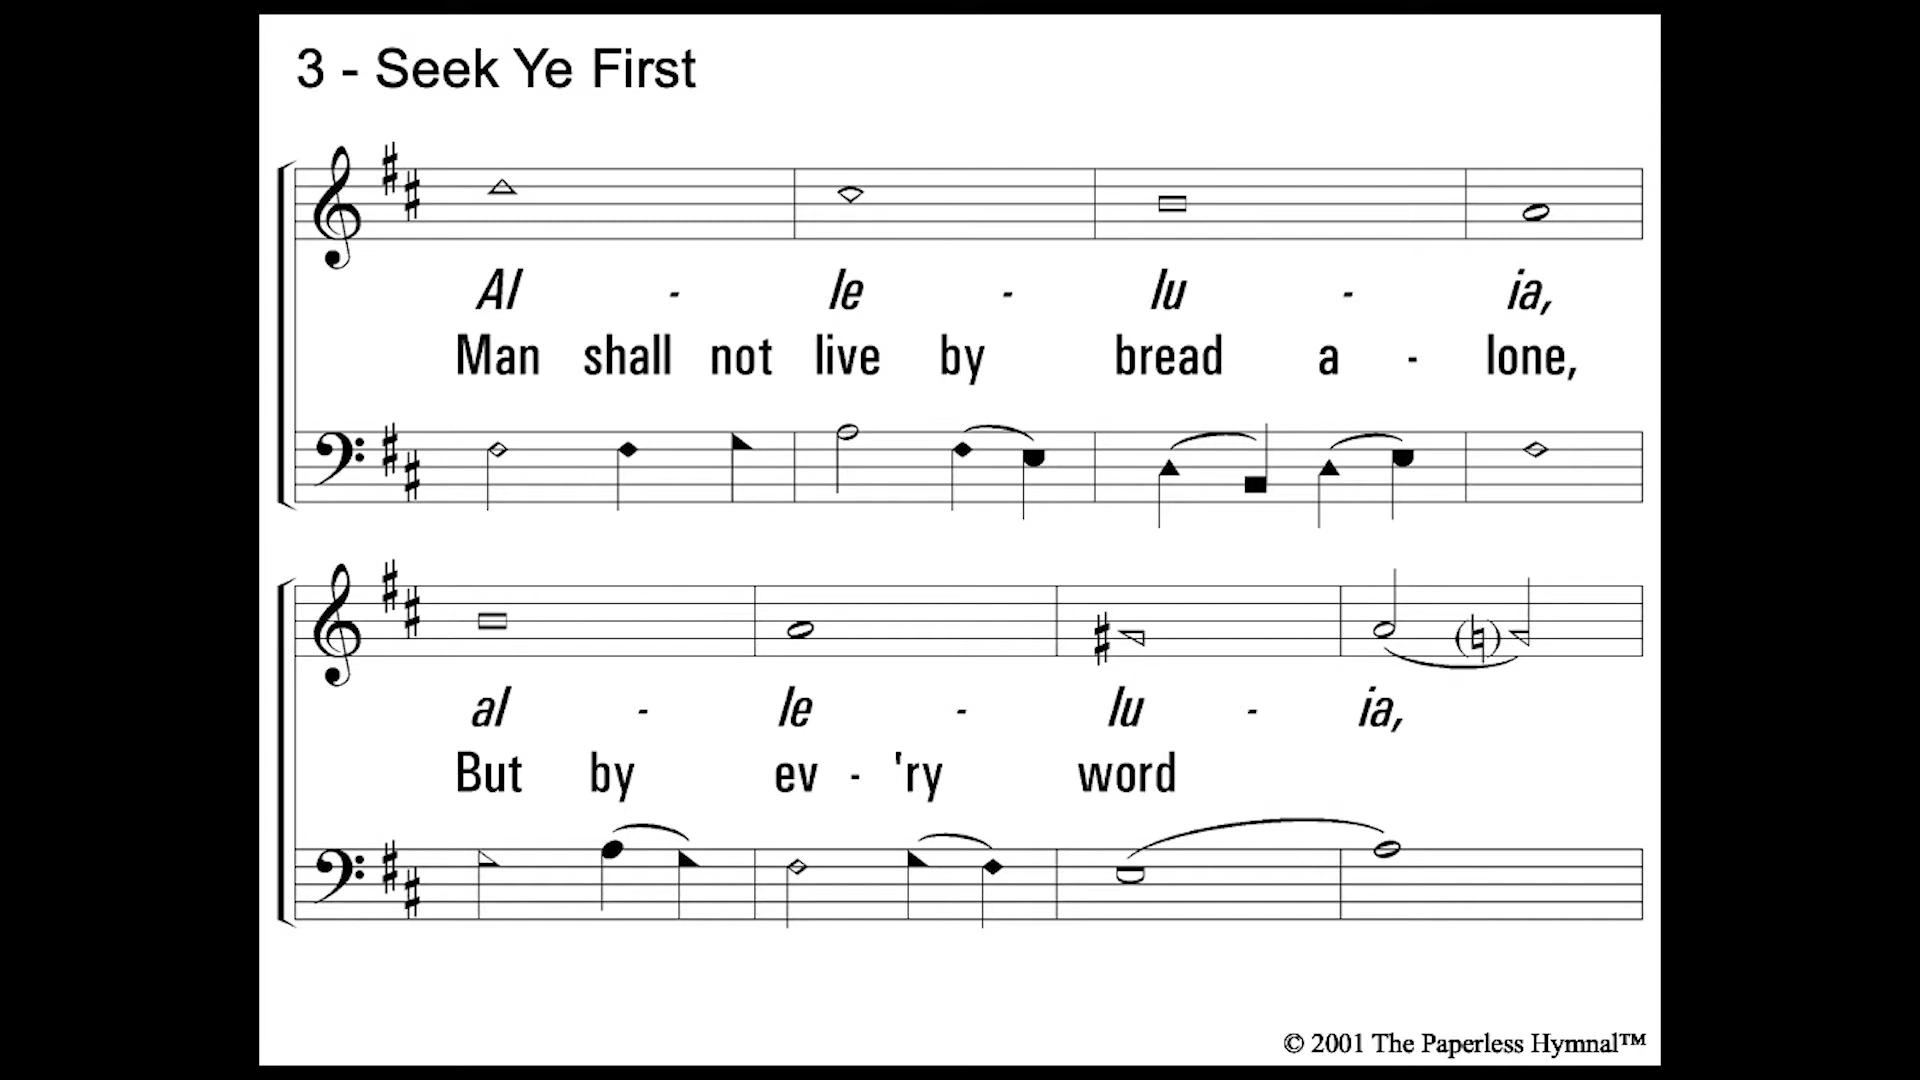 3 - Seek Ye First
Al - le - lu - ia,
Man shall not live by bread a - lone,
al - le - lu - ia,
But by ev - 'ry word
© 2001 The Paperless Hymnal™